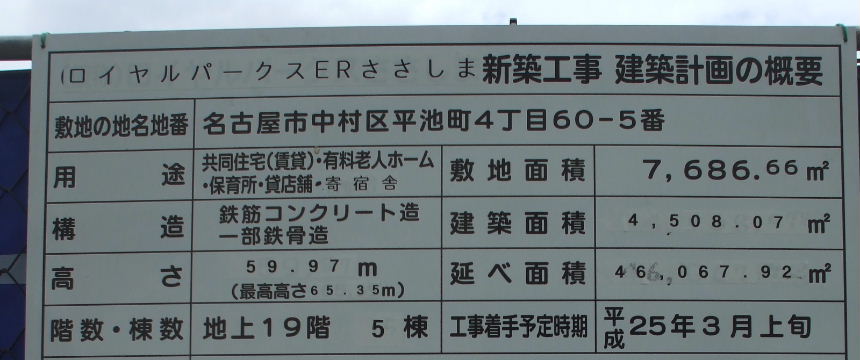 (ロイヤルパークスERささしま 新築工事 建築計画の概要
敷地の地名地番 名古屋市中村区平池町4丁目60-5番
用途 共同住宅(賃貸)・有料老人ホーム
・保育所・貸店舗・寄宿舎
敷地面積 7,686.66㎡
構造 鉄筋コンクリート造
一部鉄骨造
建築面積 4,508.07㎡
高さ 59.97m
(最高高さ65.35m)
延べ面積 46,067.92㎡
階数・棟数 地上19階 5棟
工事着手予定時期 平成25年3月上旬